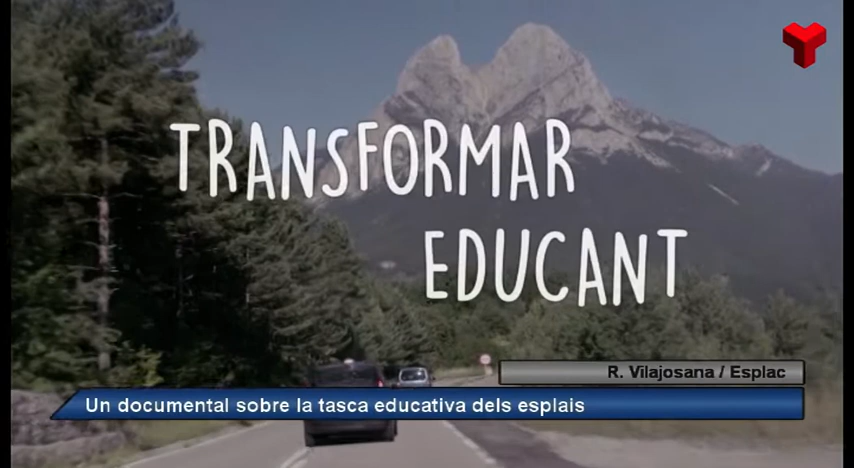 TRANSFORMAR
EDUCANT
R. Vilajosana / Esplac
Un documental sobre la tasca educativa dels esplais